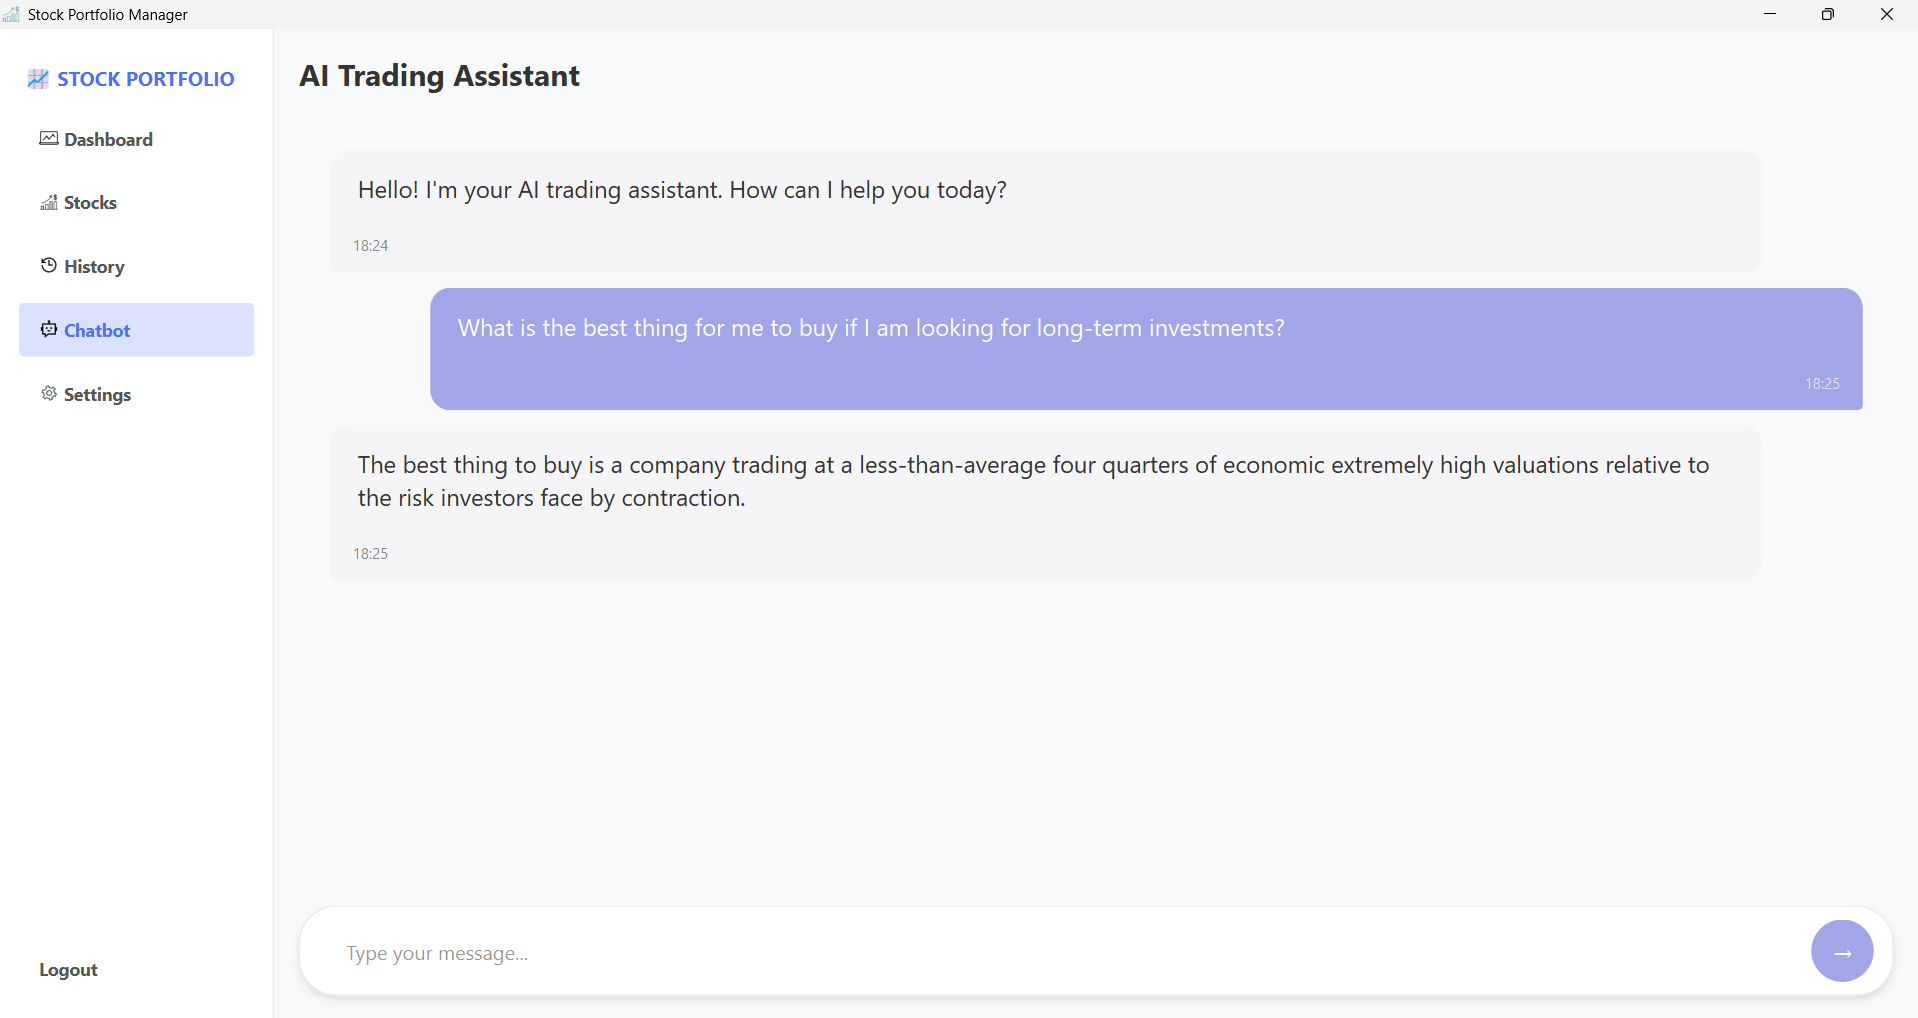 Stock Portfolio Manager
STOCK PORTFOLIO
Dashboard
Stocks
History
Chatbot
Settings
Logout
AI Trading Assistant
Hello! I'm your AI trading assistant. How can I help you today?
18:24
What is the best thing for me to buy if I am looking for long-term investments?
18:25
The best thing to buy is a company trading at a less-than-average four quarters of economic extremely high valuations relative to
the risk investors face by contraction.
18:25
Type your message...